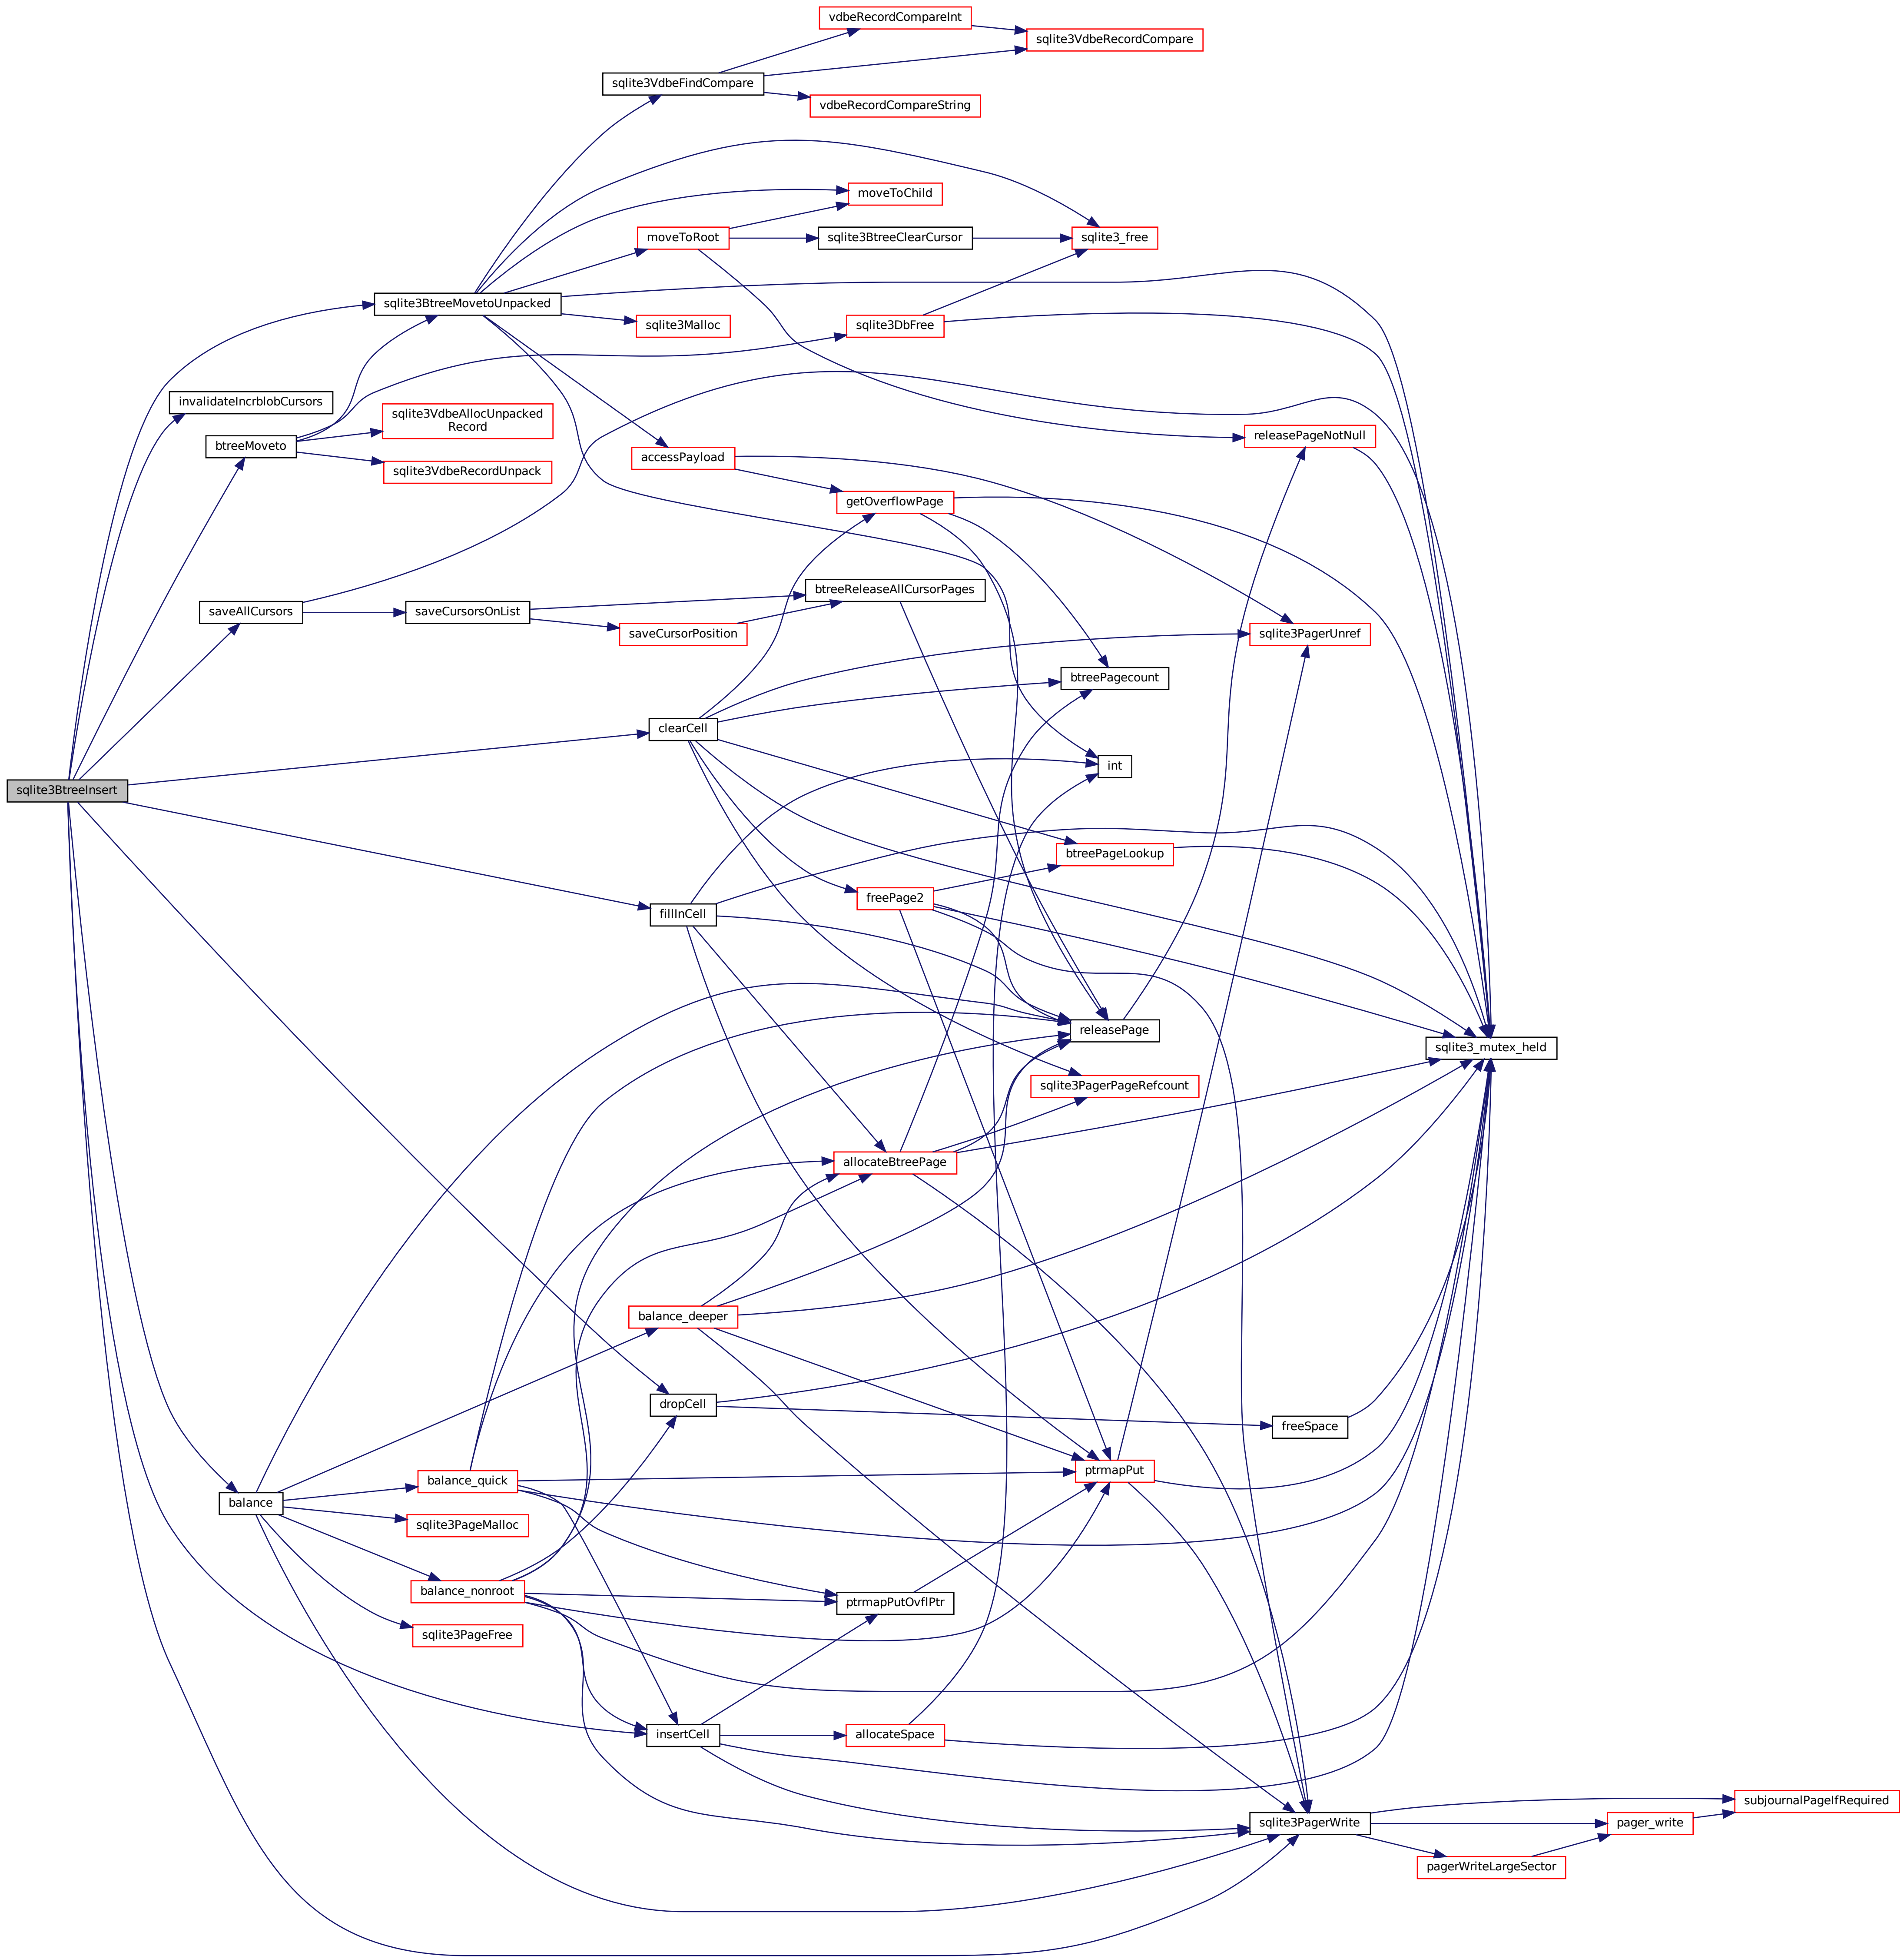 vdbeRecordCompareInt
sqlite3VdbeRecordCompare
sqlite3VdbeFindCompare
vdbeRecordCompareString
moveToChild
moveToRoot
sqlite3BtreeClearCursor
sqlite3_free
sqlite3BtreeMovetoUnpacked
sqlite3Malloc
sqlite3DbFree
invalidateIncrblobCursors
sqlite3VdbeAllocUnpacked
Record
btreeMoveto
releasePageNotNull
accessPayload
sqlite3VdbeRecordUnpack
getOverflowPage
btreeReleaseAllCursorPages
saveAllCursors
saveCursorsOnList
saveCursorPosition
sqlite3PagerUnref
btreePagecount
clearCell
int
sqlite3BtreeInsert
btreePageLookup
freePage2
fillInCell
releasePage
sqlite3_mutex_held
sqlite3PagerPageRefcount
allocateBtreePage
balance_deeper
dropCell
freeSpace
ptrmapPut
balance_quick
balance
sqlite3PageMalloc
balance_nonroot
ptrmapPutOvflPtr
sqlite3PageFree
insertCell
allocateSpace
subjournalPageIfRequired
sqlite3PagerWrite
pager_write
pagerWriteLargeSector